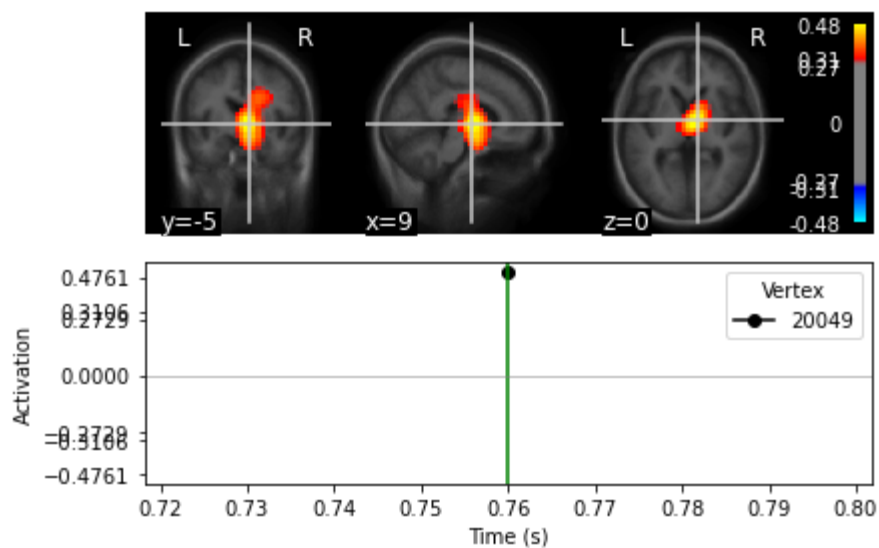 L R L R
0.48
0.31
0.27
0
-0.27
-0.31
-0.48
y=-5 x=9 z=0
0.4761
0.3106
0.2729
0.0000
−0.2729
−0.3106
−0.4761
Activation
Vertex
20049
0.72 0.73 0.74 0.75 0.76 0.77 0.78 0.79 0.80
Time (s)